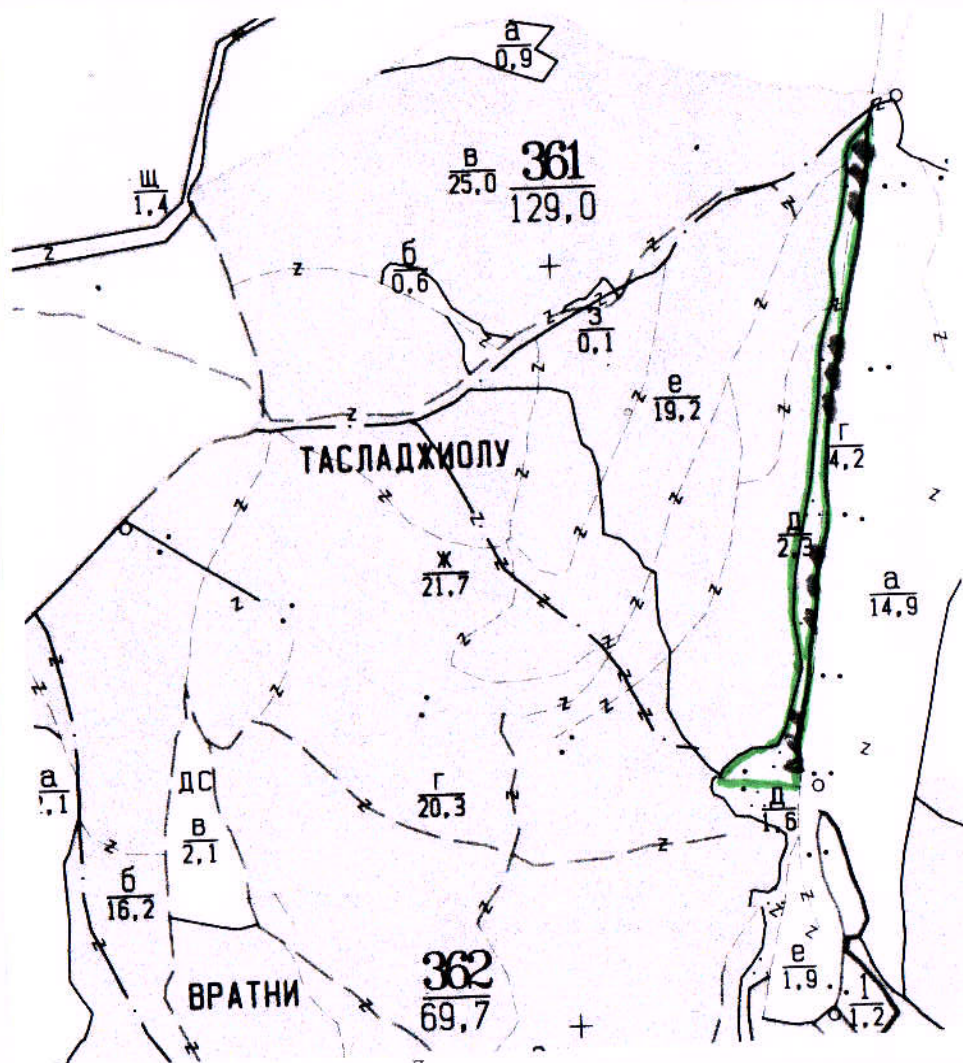 а
0,9
в
25,0
361
129,0
Щ
1,4
б
0,6
З
0,1
е
19,2
ТАСЛАДЖИОЛУ
г
4,2
Д
2,3
ж
21,7
а
14,9
а
,1
ДС
г
20,3
в
2,1
Д
1,6
б
16,2
ВРАТНИ
362
69,7
е
1,9
1
1,2